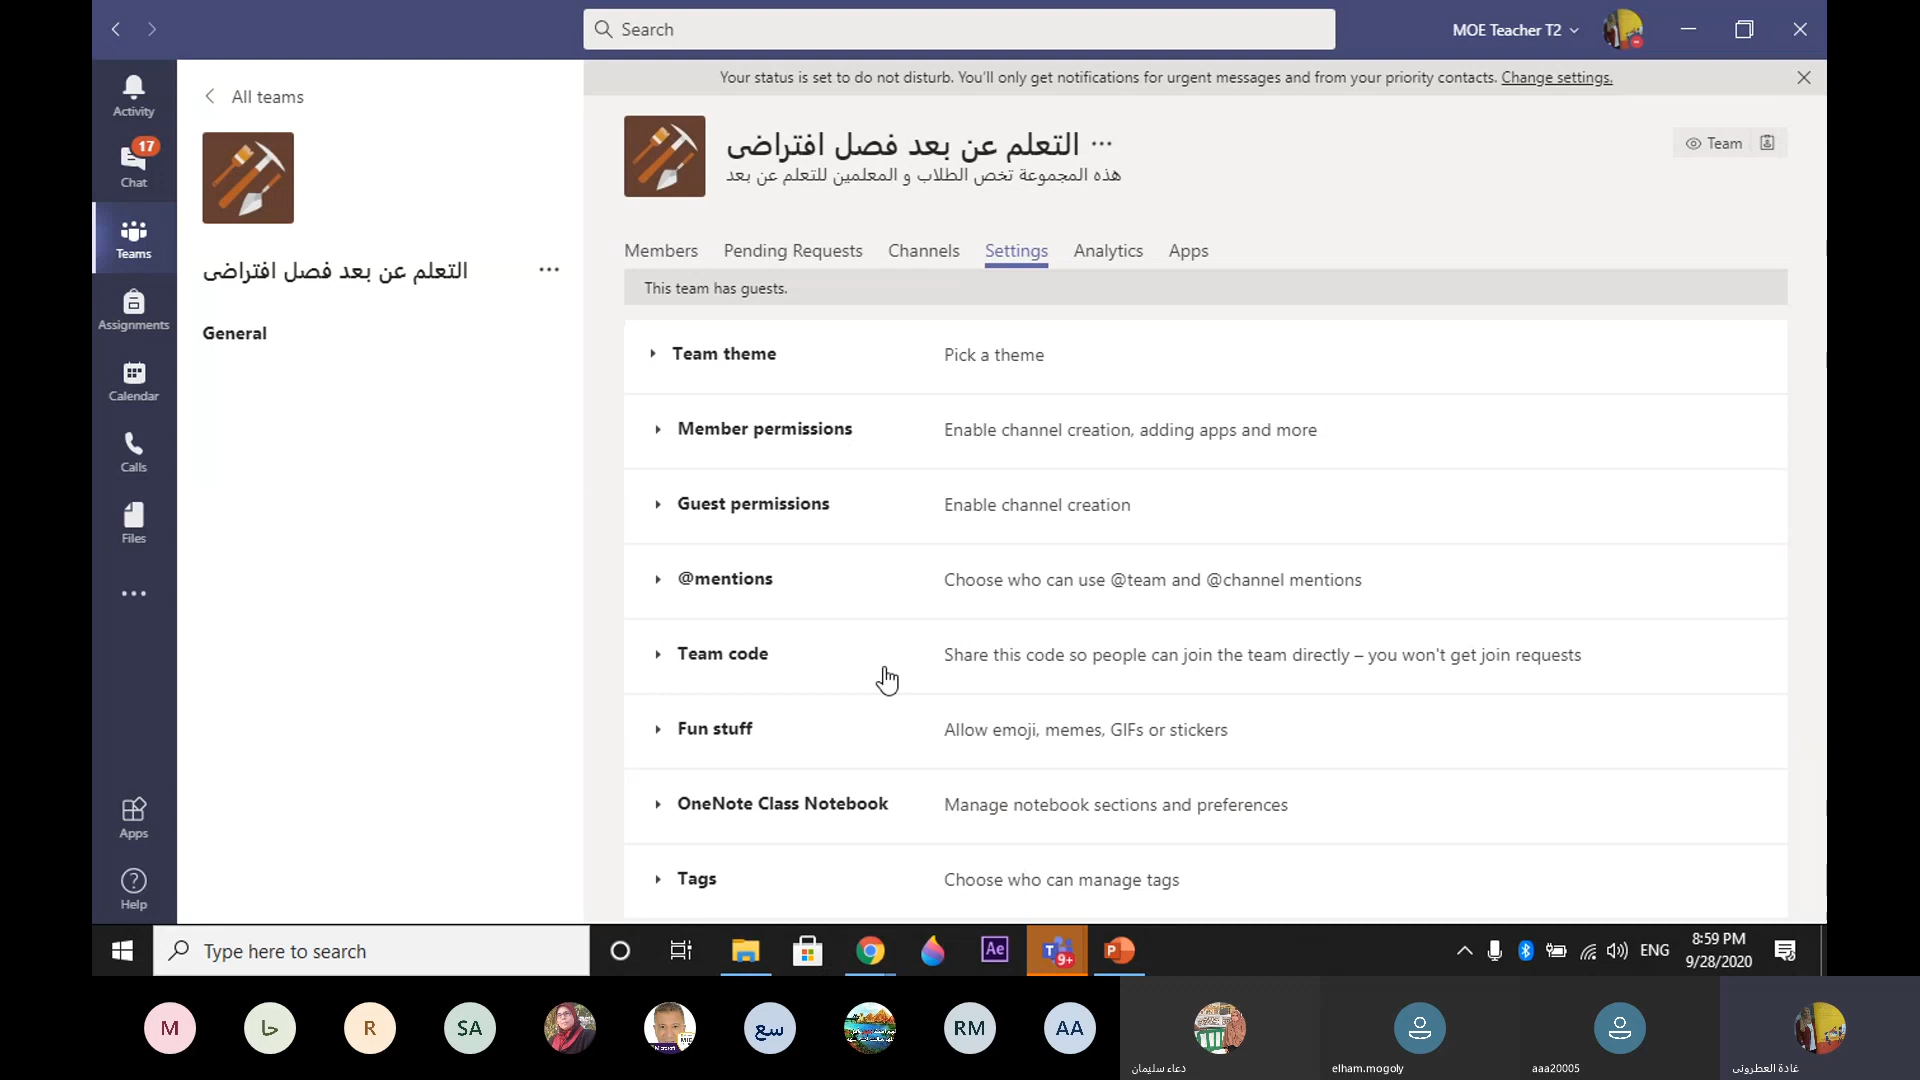 Search
MOE Teacher T2
Your status is set to do not disturb. You'll only get notifications for urgent messages and from your priority contacts. Change settings.
Activity
17
Chat
Teams
Assignments
Calendar
Calls
Files
Apps
Help
All teams
التعلم عن بعد فصل افتراضى
General
التعلم عن بعد فصل افتراضى
هذه المجموعة تخص الطلاب و المعلمين للتعلم عن بعد
Team
Members Pending Requests Channels Settings Analytics Apps
This team has guests.
Team theme Pick a theme
Member permissions Enable channel creation, adding apps and more
Guest permissions Enable channel creation
@mentions Choose who can use @team and @channel mentions
Team code Share this code so people can join the team directly – you won't get join requests
Fun stuff Allow emoji, memes, GIFs or stickers
OneNote Class Notebook Manage notebook sections and preferences
Tags Choose who can manage tags
Type here to search
Ae
9+
ENG
8:59 PM
9/28/2020
M
حا
R
SA
سع
RM
AA
دعاء سليمان
elham.mogoly
aaa20005
غادة العطرونى